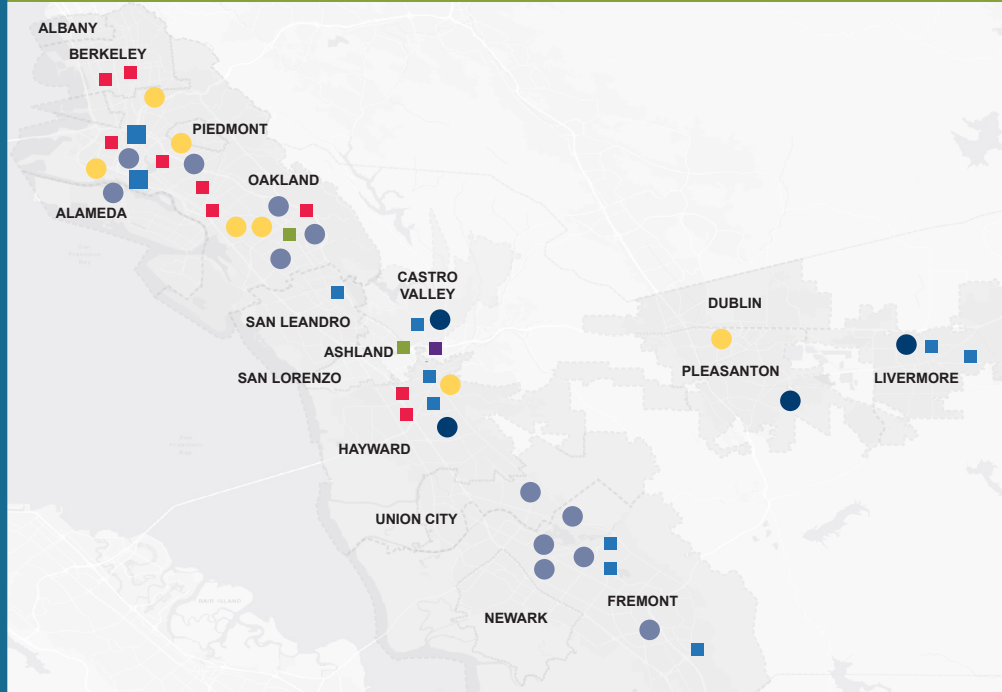 ALBANY
BERKELEY
PIEDMONT
OAKLAND
ALAMEDA
CASTRO
VALLEY
SAN LEANDRO
DUBLIN
ASHLAND
SAN LORENZO
PLEASANTON
LIVERMORE
HAYWARD
UNION CITY
FREMONT
NEWARK